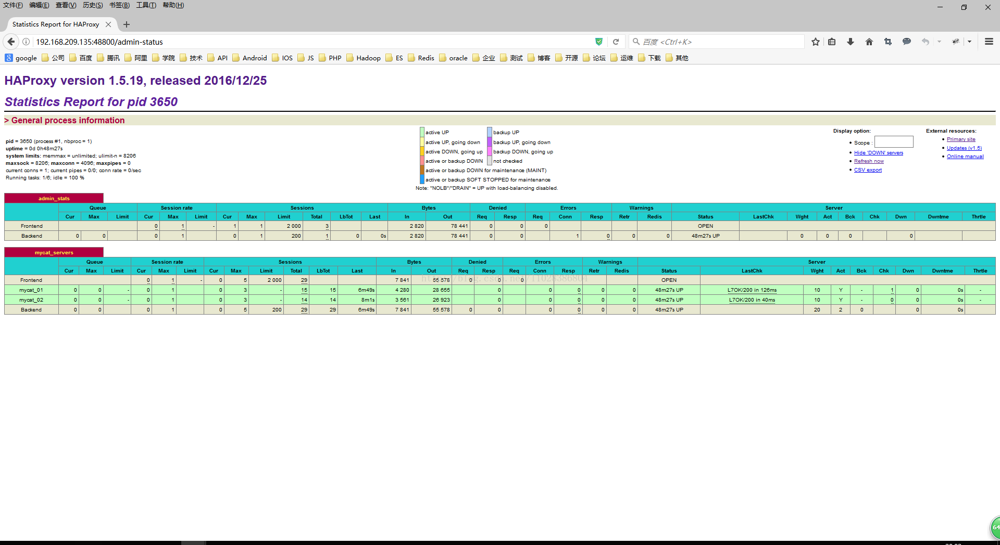 文件(F) 编辑(E) 查看(V) 历史(S) 书签(B) 工具(T) 帮助(H)
Statistics Report for HAProxy
192.168.209.135:48800/admin-status
百度 <Ctrl+K>
google 公司 百度 腾讯 阿里 学院 技术 API Android IOS JS PHP Hadoop ES Redis oracle 企业 测试 博客 开源 论坛 运维 下载 其他
HAProxy version 1.5.19, released 2016/12/25
Statistics Report for pid 3650
> General process information
pid = 3650 (process #1, nbproc = 1)
uptime = 0d 0h48m27s
system limits: memmax = unlimited; ulimit-n = 8206
maxsock = 8206; maxconn = 4096; maxpipes = 0
current conns = 1; current pipes = 0/0; conn rate = 0/sec
Running tasks: 1/6; idle = 100 %
active UP backup UP
active UP, going down backup UP, going down
active DOWN, going up backup DOWN, going up
active or backup DOWN not checked
active or backup DOWN for maintenance (MAINT)
active or backup SOFT STOPPED for maintenance
Note: "NOLB"/"DRAIN" = UP with load-balancing disabled.
Display option:
Scope :
Hide 'DOWN' servers
Refresh now
CSV export
External resources:
Primary site
Updates (v1.5)
Online manual
admin_stats
Queue Session rate Sessions Bytes Denied Errors Warnings Server
Cur Max Limit Cur Max Limit Cur Max Limit Total LbTot Last In Out Req Resp Req Conn Resp Retr Redis Status LastChk Wght Act Bck Chk Dwn Dwntme Thrtle
Frontend 0 1 - 1 1 2 000 3 2 820 78 441 0 0 0 OPEN
Backend 0 0 0 1 0 1 200 1 0 0s 2 820 78 441 0 0 1 0 0 0 48m27s UP 0 0 0 0
mycat_servers
Queue Session rate Sessions Bytes Denied Errors Warnings Server
Cur Max Limit Cur Max Limit Cur Max Limit Total LbTot Last In Out Req Resp Req Conn Resp Retr Redis Status LastChk Wght Act Bck Chk Dwn Dwntme Thrtle
Frontend 0 1 - 0 5 2 000 29 7 841 55 578 0 0 0 OPEN
http://blog.csdn.net/l1028386804
mycat_01 0 0 - 0 1 0 3 - 15 15 6m49s 4 280 28 655 0 0 0 0 0 48m27s UP L7OK/200 in 126ms 10 Y - 1 0 0s -
mycat_02 0 0 - 0 1 0 3 - 14 14 8m1s 3 561 26 923 0 0 0 0 0 48m27s UP L7OK/200 in 40ms 10 Y - 0 0 0s -
Backend 0 0 0 1 0 5 200 29 29 6m49s 7 841 55 578 0 0 0 0 0 0 48m27s UP 20 2 0 0 0s
64